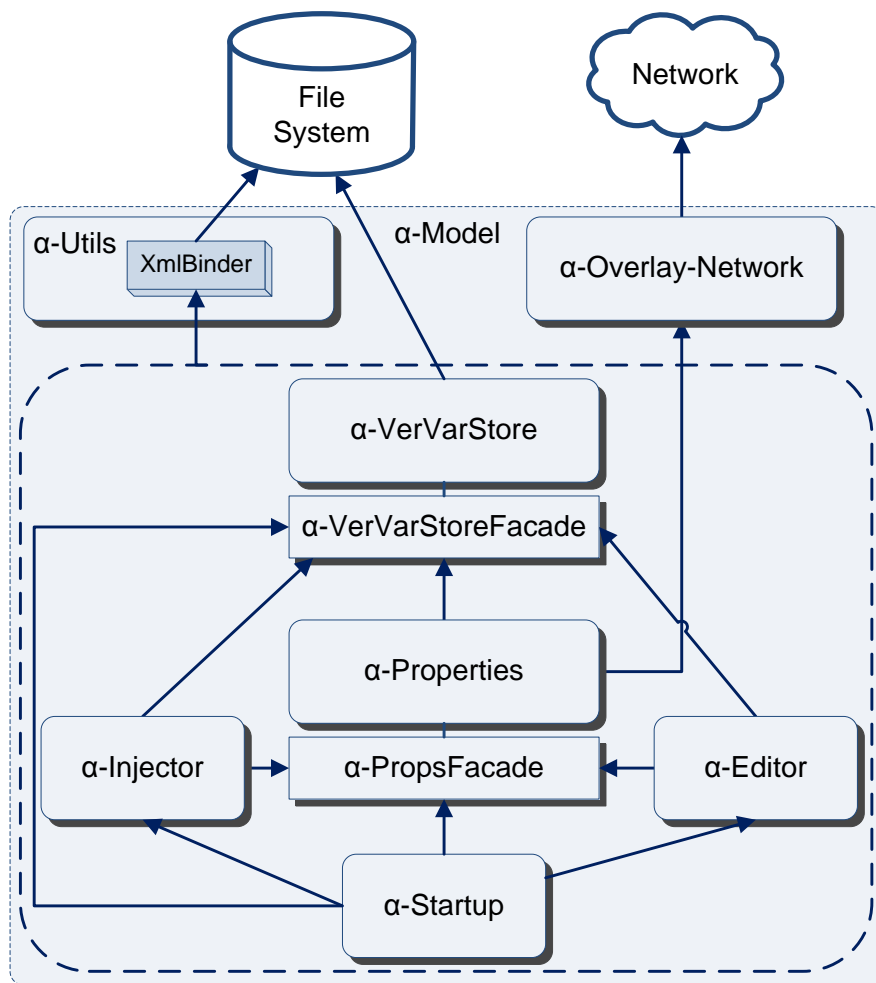 File
System
Network
α-Utils
XmlBinder
α-Model
α-Overlay-Network
α-VerVarStore
α-VerVarStoreFacade
α-Properties
α-Injector
α-PropsFacade
α-Editor
α-Startup